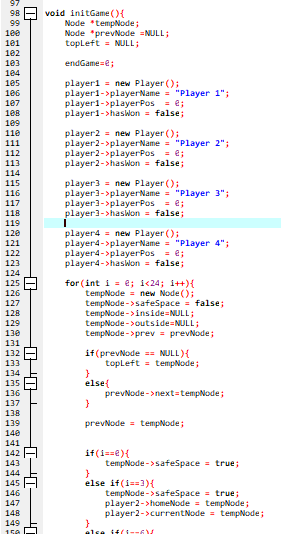 97
98 void initGame(){
99 Node *tempNode;
100 Node *prevNode =NULL;
101 topLeft = NULL;
102
103 endGame=0;
104
105 player1 = new Player();
106 player1->playerName = "Player 1";
107 player1->playerPos = 0;
108 player1->hasWon = false;
109
110 player2 = new Player();
111 player2->playerName = "Player 2";
112 player2->playerPos = 0;
113 player2->hasWon = false;
114
115 player3 = new Player();
116 player3->playerName = "Player 3";
117 player3->playerPos = 0;
118 player3->hasWon = false;
119
120 player4 = new Player();
121 player4->playerName = "Player 4";
122 player4->playerPos = 0;
123 player4->hasWon = false;
124
125 for(int i = 0; i<24; i++){
126 tempNode = new Node();
127 tempNode->safeSpace = false;
128 tempNode->inside=NULL;
129 tempNode->outside=NULL;
130 tempNode->prev = prevNode;
131
132 if(prevNode == NULL){
133 topLeft = tempNode;
134 }
135 else{
136 prevNode->next=tempNode;
137 }
138
139 prevNode = tempNode;
140
141
142 if(i==0){
143 tempNode->safeSpace = true;
144 }
145 else if(i==3){
146 tempNode->safeSpace = true;
147 player2->homeNode = tempNode;
148 player2->currentNode = tempNode;
149 }
150 else if(i==6){